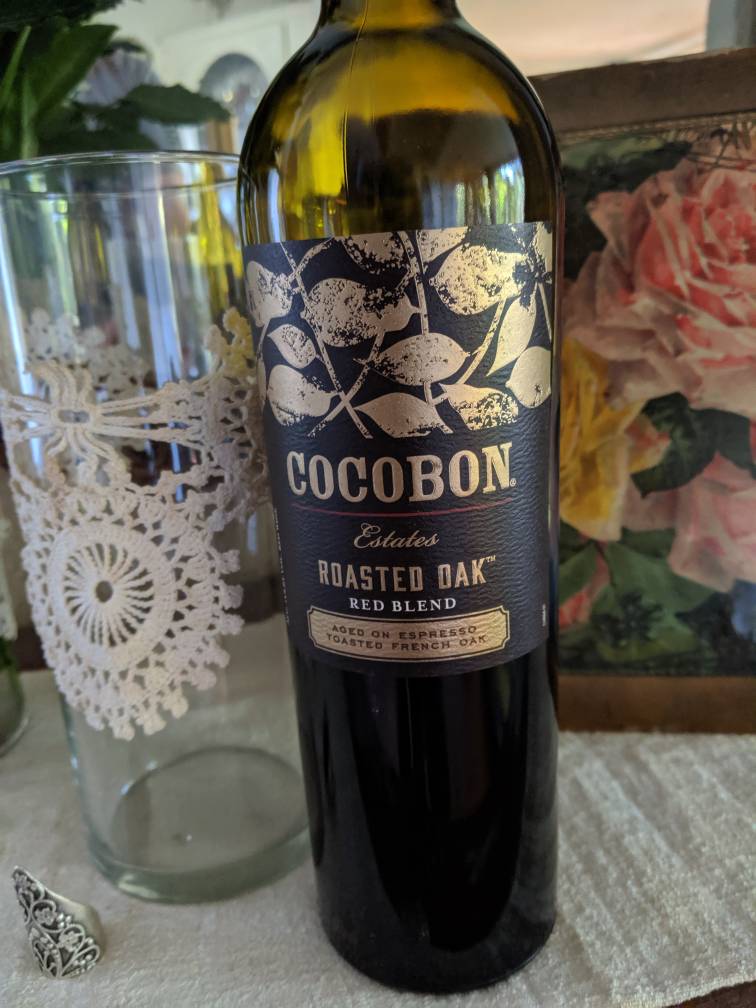 COCOBON®
Estates
ROASTED OAK™
RED BLEND
AGED ON ESPRESSO
TOASTED FRENCH OAK